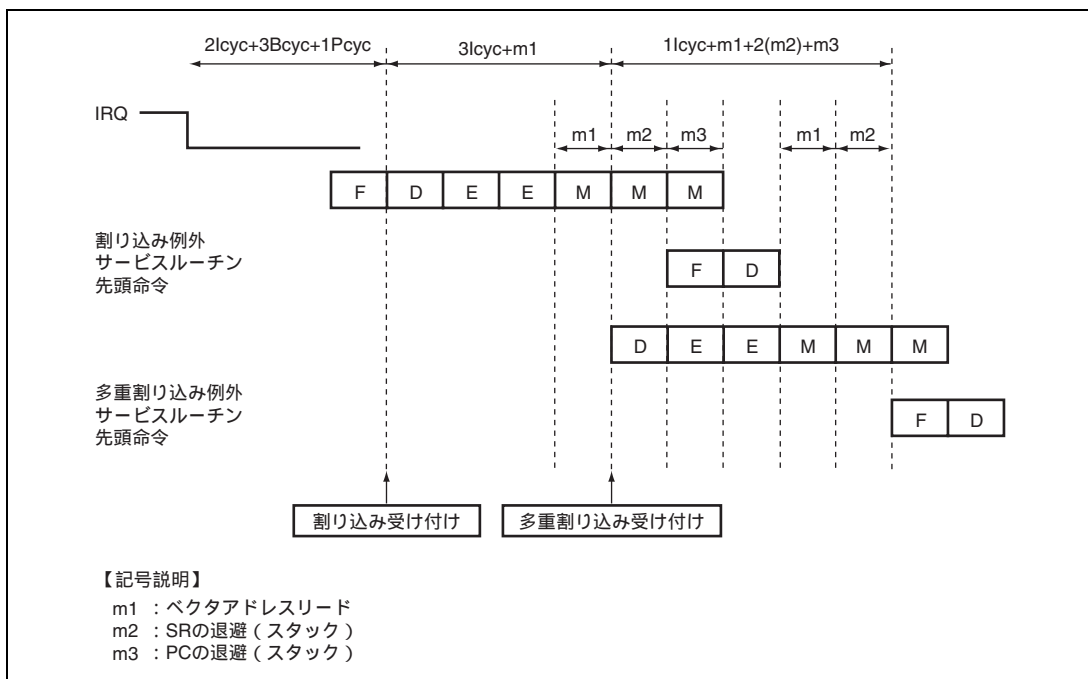 2Icyc+3Bcyc+1Pcyc 3Icyc+m1 1Icyc+m1+2(m2)+m3
IRQ
m1 m2 m3 m1 m2
F D E E M M M
割り込み例外
サービスルーチン
先頭命令
F D
D E E M M M
多重割り込み例外
サービスルーチン
先頭命令
F D
割り込み受け付け 多重割り込み受け付け
【記号説明】
m1 : ベクタアドレスリード
m2 : SRの退避(スタック)
m3 : PCの退避(スタック)